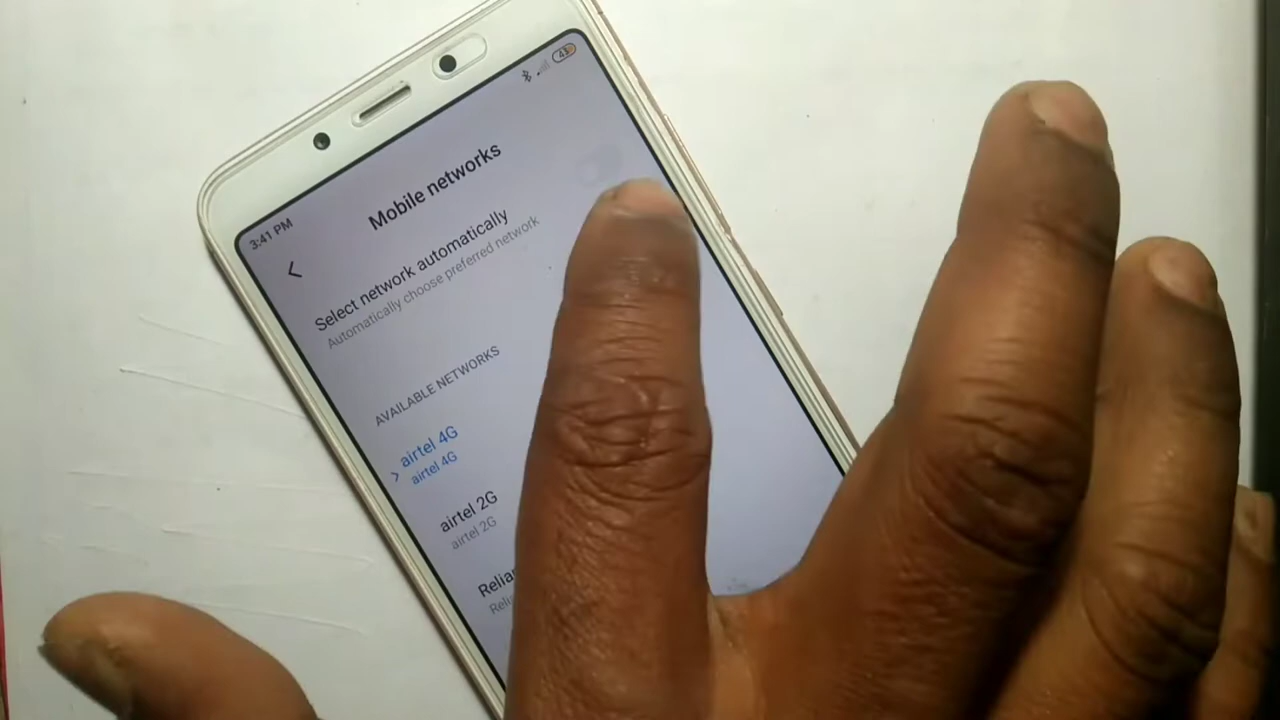 3:41 PM
43
Mobile networks
Select network automatically
Automatically choose preferred network
AVAILABLE NETWORKS
airtel 4G
airtel 4G
airtel 2G
airtel 2G